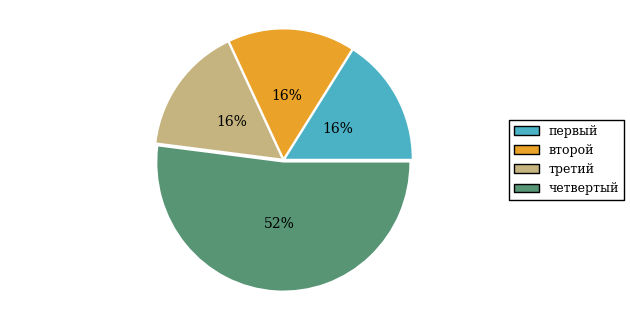 16%
16%
16%
52%
первый
второй
третий
четвертый